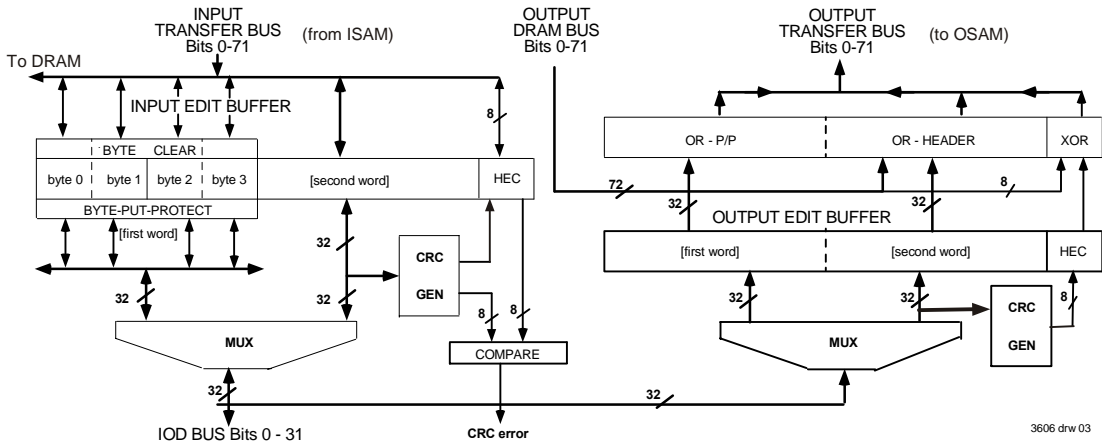 INPUT
TRANSFER BUS
Bits 0-71
(from ISAM)
OUTPUT
DRAM BUS
Bits 0-71
OUTPUT
TRANSFER BUS
Bits 0-71
(to OSAM)
To DRAM
INPUT EDIT BUFFER
8
BYTE CLEAR
OR - P/P
OR - HEADER
XOR
byte 0
byte 1
byte 2
byte 3
[second word]
HEC
72
8
BYTE-PUT-PROTECT
32
32
[first word]
OUTPUT EDIT BUFFER
32
CRC
GEN
[first word]
[second word]
HEC
32
32
8
8
32
32
8
CRC
GEN
MUX
COMPARE
MUX
32
32
IOD BUS Bits 0 - 31
CRC error
3606 drw 03